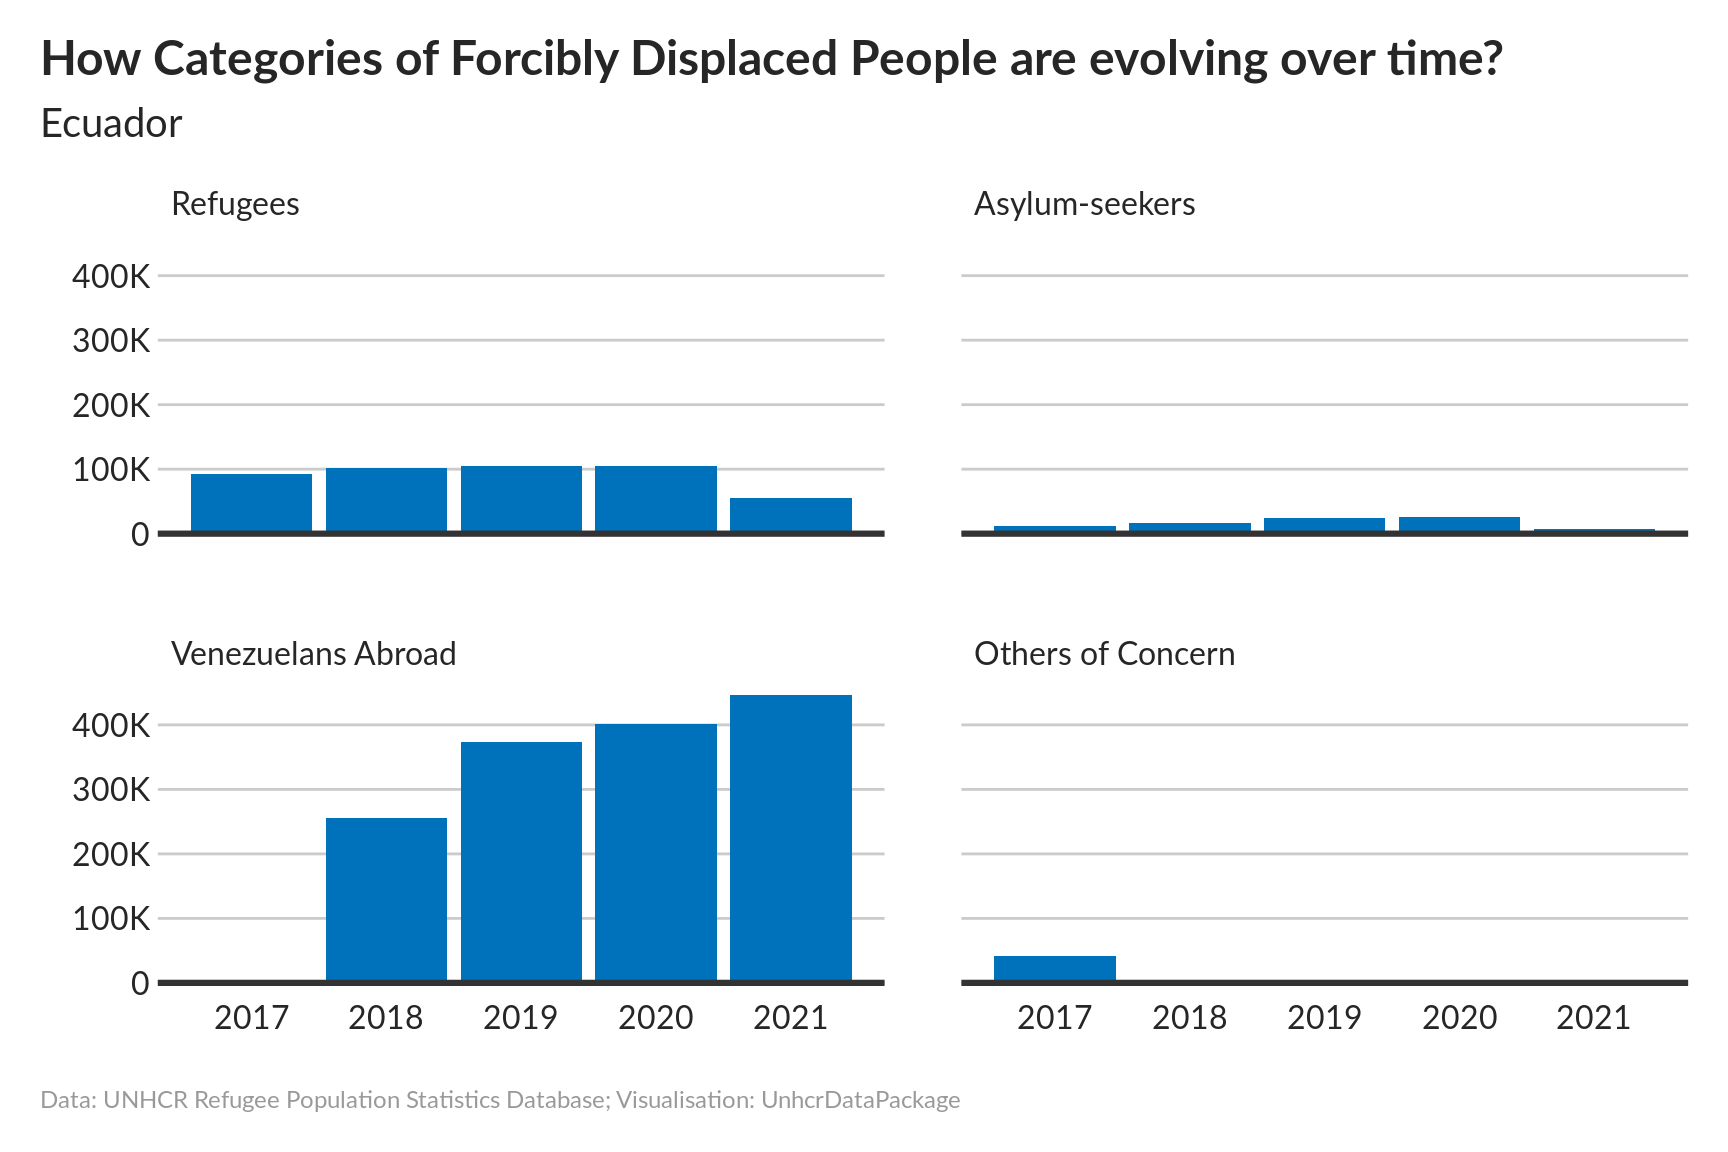 How Categories of Forcibly Displaced People are evolving over time?
Ecuador
Refugees
Asylum-seekers
400K
300K
200K
100K
0
Venezuelans Abroad
Others of Concern
400K
300K
200K
100K
0
2017 2018 2019 2020 2021
2017 2018 2019 2020 2021
Data: UNHCR Refugee Population Statistics Database; Visualisation: UnhcrDataPackage